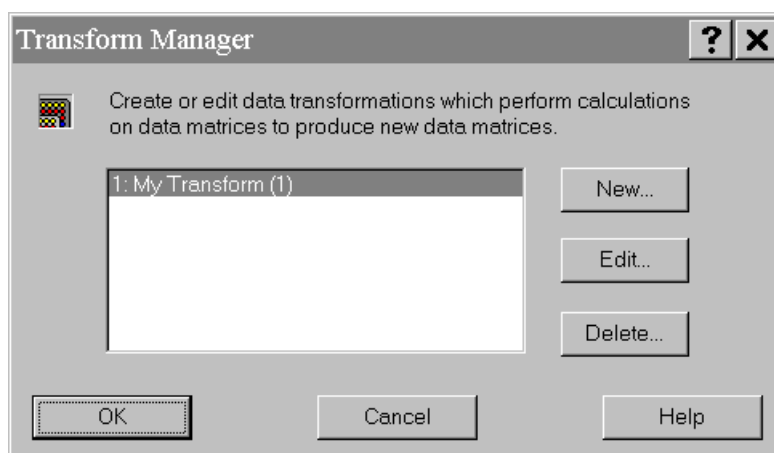 Transform Manager
Create or edit data transformations which perform calculations
on data matrices to produce new data matrices.
1: My Transform (1)
New...
Edit...
Delete...
OK
Cancel
Help